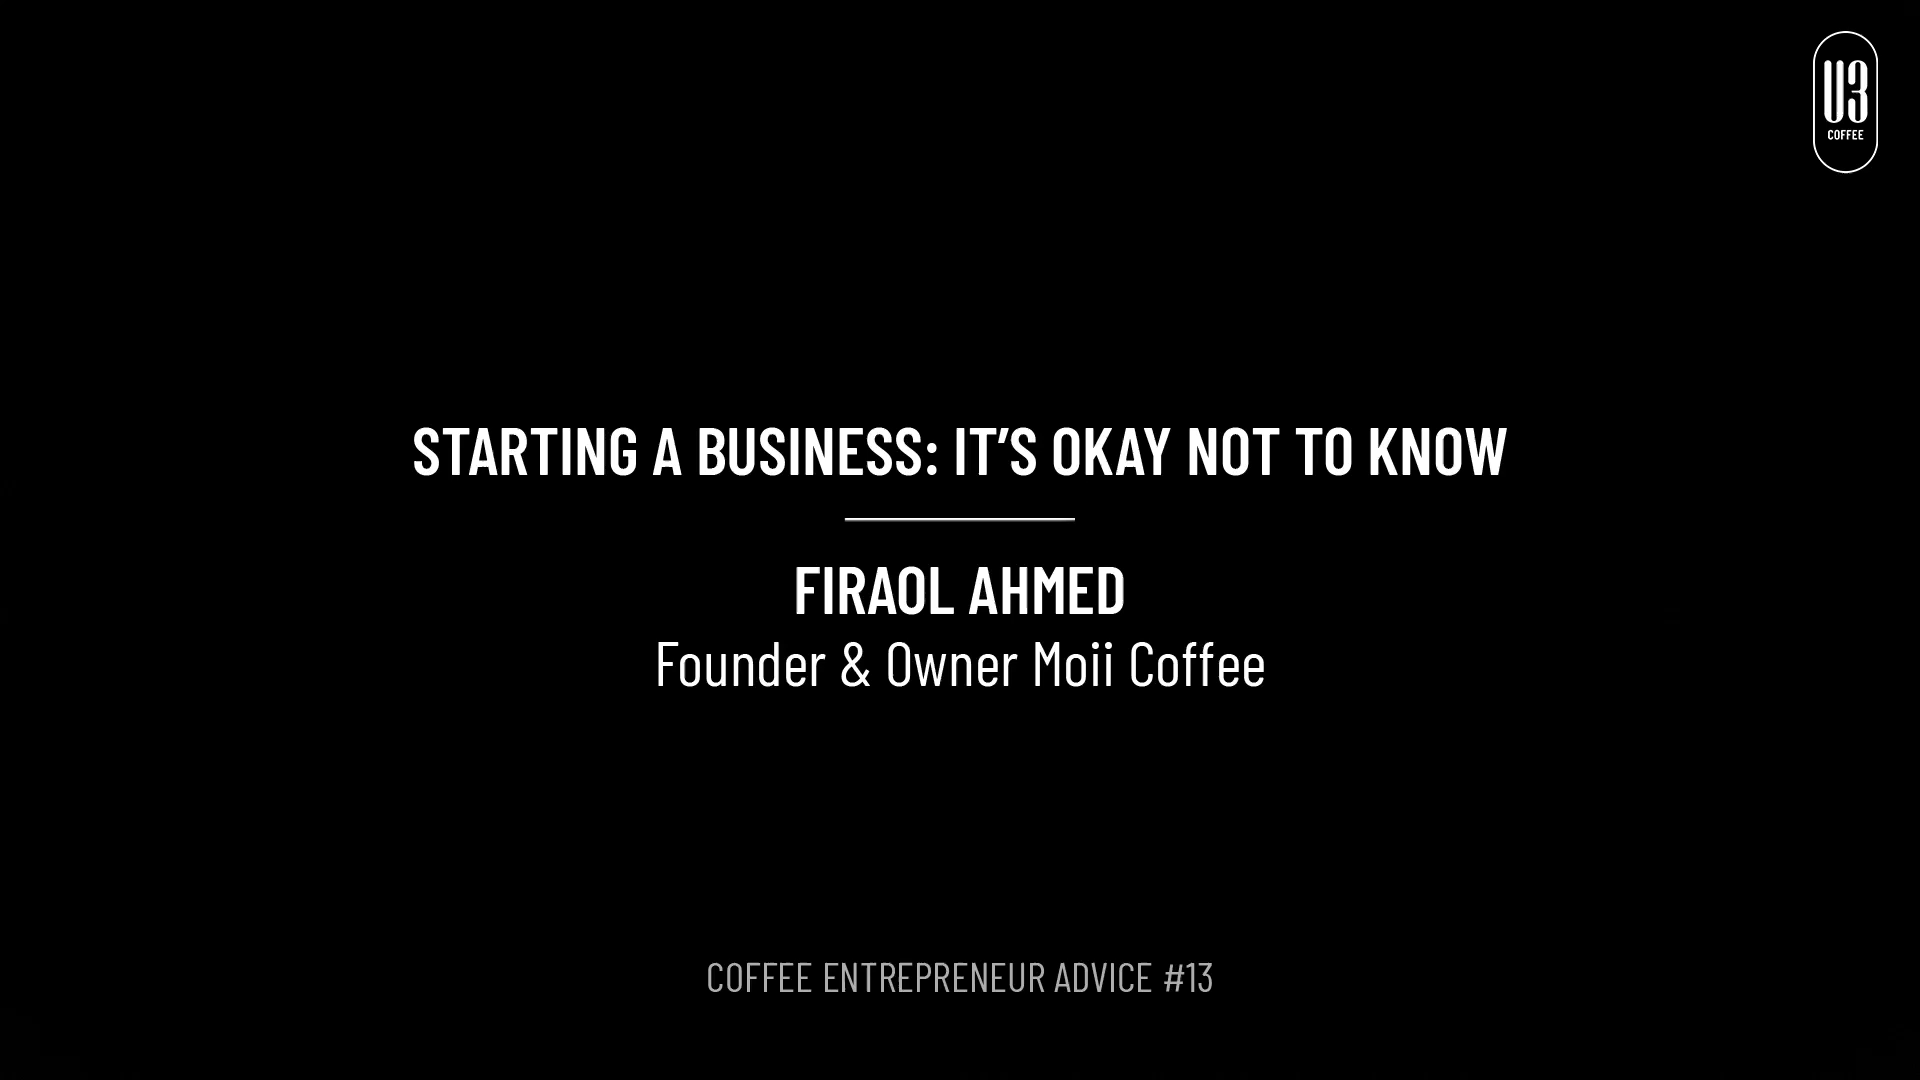 U3
COFFEE
STARTING A BUSINESS: IT’S OKAY NOT TO KNOW
FIRAOL AHMED
Founder & Owner Moii Coffee
COFFEE ENTREPRENEUR ADVICE #13